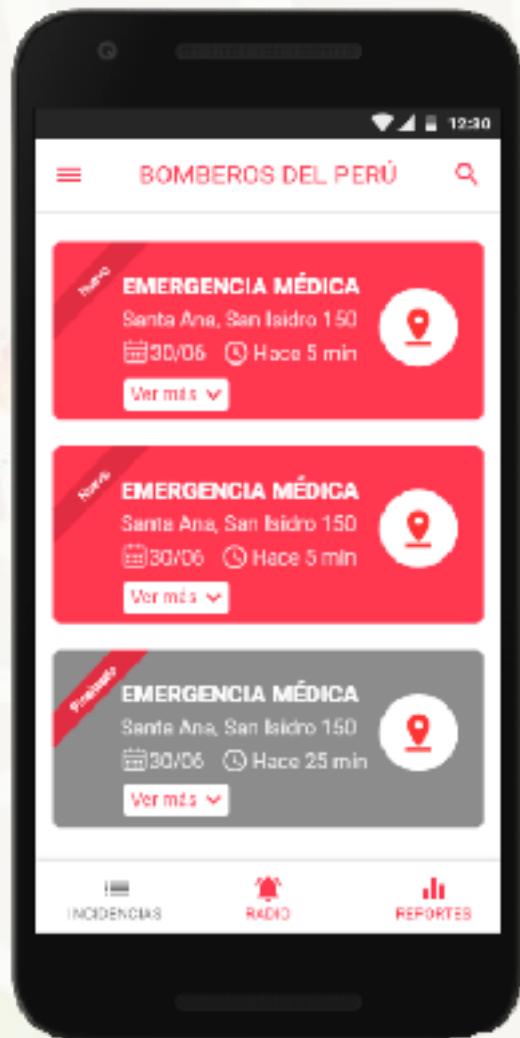 12:30
BOMBEROS DEL PERÚ
Nuevo
EMERGENCIA MÉDICA
Santa Ana, San Isidro 150
30/06 Hace 5 min
Ver más
Nuevo
EMERGENCIA MÉDICA
Santa Ana, San Isidro 150
30/06 Hace 5 min
Ver más
Finalizado
EMERGENCIA MÉDICA
Santa Ana, San Isidro 150
30/06 Hace 25 min
Ver más
INCIDENCIAS RADIO REPORTES